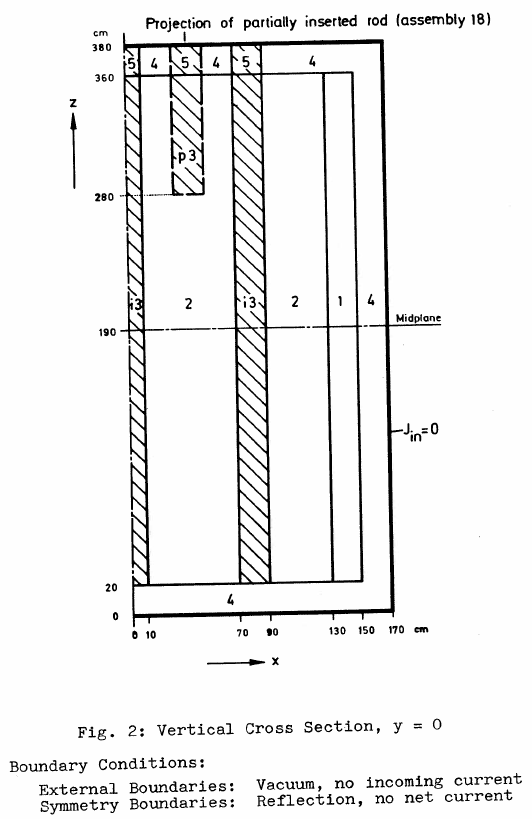 Projection of partially inserted rod (assembly 18)
cm
380
5 4 5 4 5 4
360
z
p3
280
i3 2 i3 2 1 4
Midplane
190
Jin=0
20
4
0
0 10 70 90 130 150 170 cm
x
Fig. 2: Vertical Cross Section, y = 0
Boundary Conditions:
External Boundaries: Vacuum, no incoming current
Symmetry Boundaries: Reflection, no net current